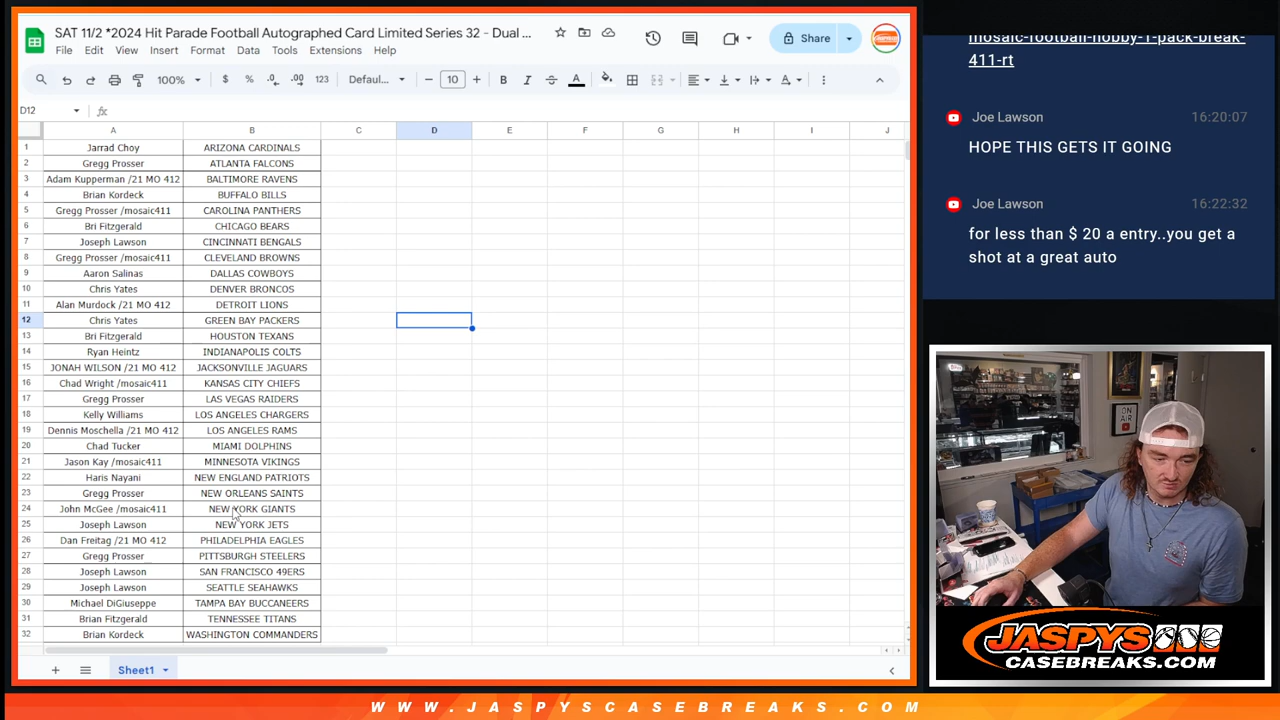 SAT 11/2 *2024 Hit Parade Football Autographed Card Limited Series 32 - Dual ...
File Edit View Insert Format Data Tools Extensions Help
Share
100% $ % .0 .00 123 Defaul... 10 B I A
D12 fx
A B C D E F G H I J
1 Jarrad Choy ARIZONA CARDINALS
2 Gregg Prosser ATLANTA FALCONS
3 Adam Kupperman /21 MO 412 BALTIMORE RAVENS
4 Brian Kordeck BUFFALO BILLS
5 Gregg Prosser /mosaic411 CAROLINA PANTHERS
6 Bri Fitzgerald CHICAGO BEARS
7 Joseph Lawson CINCINNATI BENGALS
8 Gregg Prosser /mosaic411 CLEVELAND BROWNS
9 Aaron Salinas DALLAS COWBOYS
10 Chris Yates DENVER BRONCOS
11 Alan Murdock /21 MO 412 DETROIT LIONS
12 Chris Yates GREEN BAY PACKERS
13 Bri Fitzgerald HOUSTON TEXANS
14 Ryan Heintz INDIANAPOLIS COLTS
15 JONAH WILSON /21 MO 412 JACKSONVILLE JAGUARS
16 Chad Wright /mosaic411 KANSAS CITY CHIEFS
17 Gregg Prosser LAS VEGAS RAIDERS
18 Kelly Williams LOS ANGELES CHARGERS
19 Dennis Moschella /21 MO 412 LOS ANGELES RAMS
20 Chad Tucker MIAMI DOLPHINS
21 Jason Kay /mosaic411 MINNESOTA VIKINGS
22 Haris Nayani NEW ENGLAND PATRIOTS
23 Gregg Prosser NEW ORLEANS SAINTS
24 John McGee /mosaic411 NEW YORK GIANTS
25 Joseph Lawson NEW YORK JETS
26 Dan Freitag /21 MO 412 PHILADELPHIA EAGLES
27 Gregg Prosser PITTSBURGH STEELERS
28 Joseph Lawson SAN FRANCISCO 49ERS
29 Joseph Lawson SEATTLE SEAHAWKS
30 Michael DiGiuseppe TAMPA BAY BUCCANEERS
31 Brian Fitzgerald TENNESSEE TITANS
32 Brian Kordeck WASHINGTON COMMANDERS
Sheet1
mosaic-football-hobby-1-pack-break-
411-rt
Joe Lawson 16:20:07
HOPE THIS GETS IT GOING
Joe Lawson 16:22:32
for less than $ 20 a entry..you get a
shot at a great auto
ON
AIR
JASPYS
CASEBREAKS.COM
WWW.JASPYSCASEBREAKS.COM